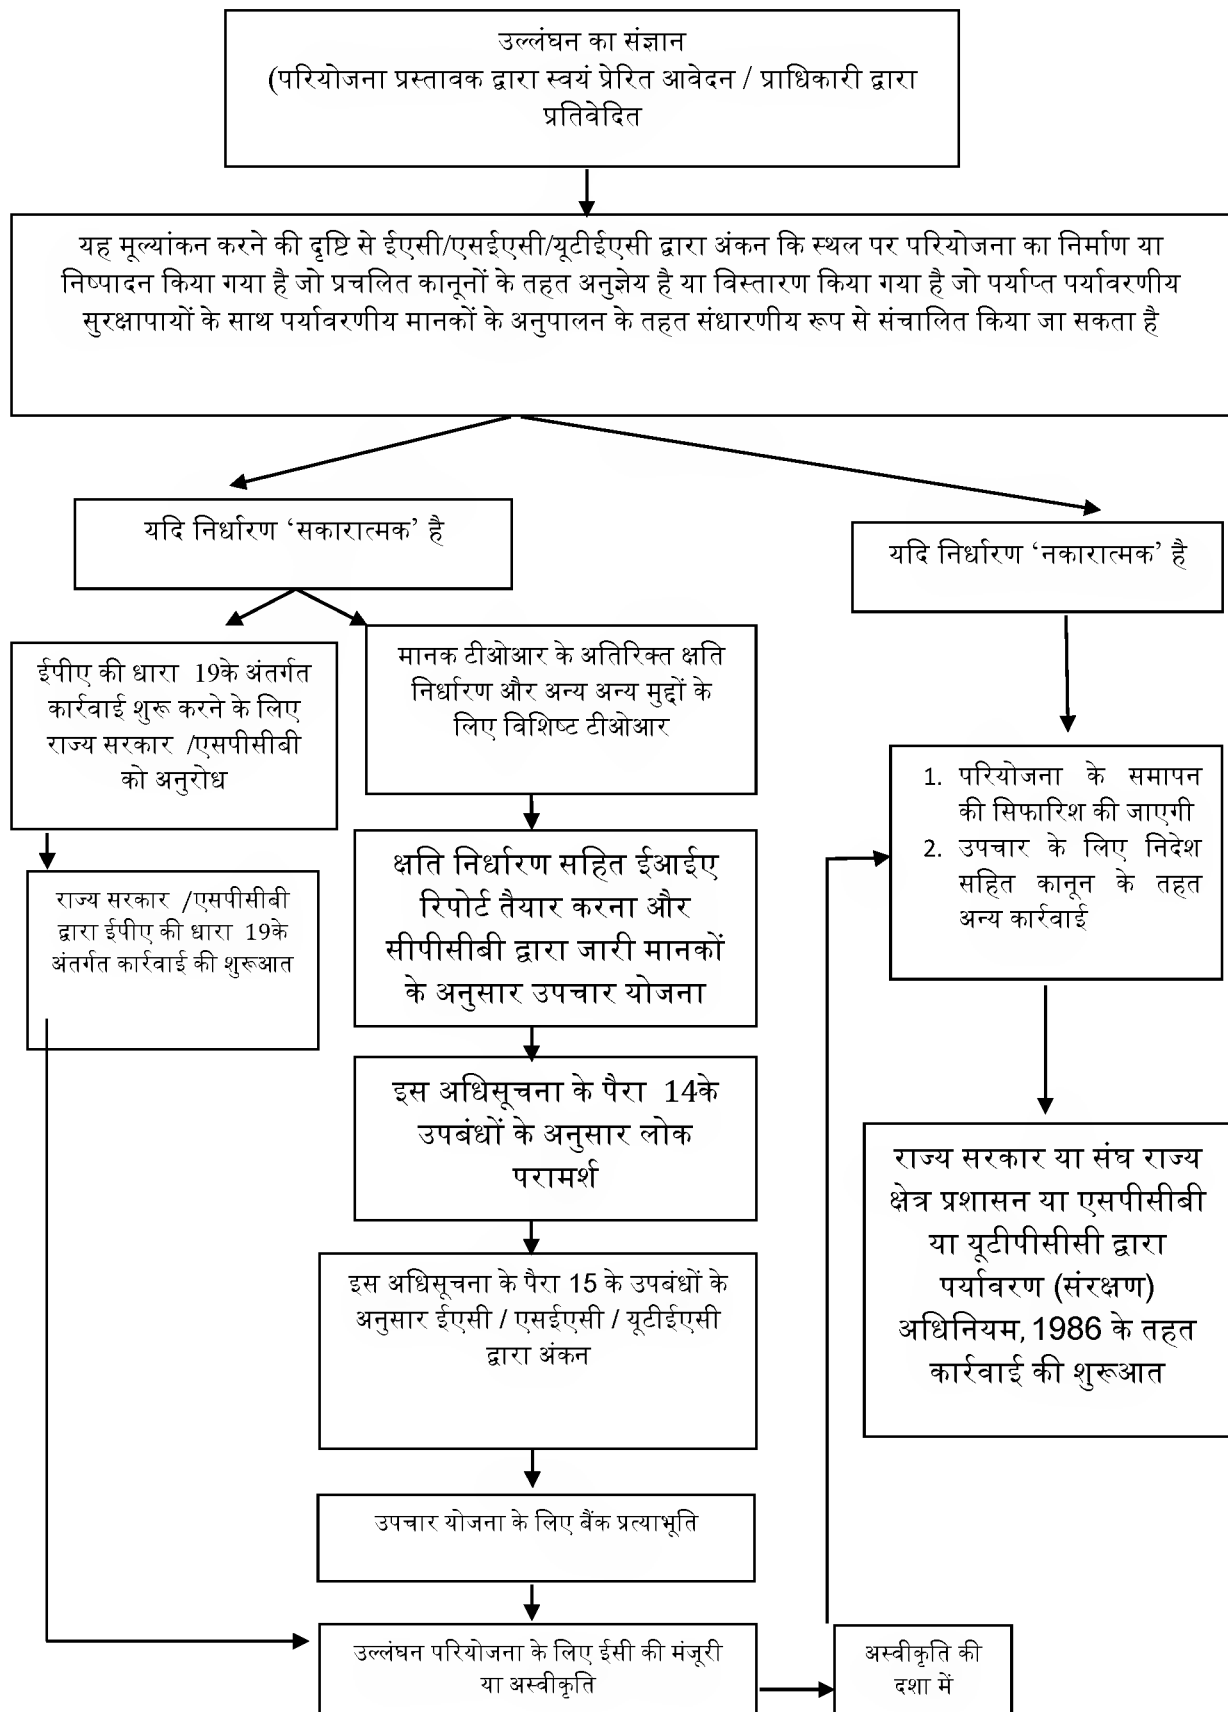 उल्लंघन का संज्ञान
(परियोजना प्रस्तावक द्वारा स्वयं प्रेरित आवेदन / प्राधिकारी द्वारा
प्रतिवेदित
यह मूल्यांकन करने की दृष्टि से ईएसी/एसईएसी/यूटीईएसी द्वारा अंकन कि स्थल पर परियोजना का निर्माण या
निष्पादन किया गया है जो प्रचलित कानूनों के तहत अनुज्ञेय है या विस्तारण किया गया है जो पर्याप्त पर्यावरणीय
सुरक्षापायों के साथ पर्यावरणीय मानकों के अनुपालन के तहत संधारणीय रूप से संचालित किया जा सकता है
यदि निर्धारण ‘सकारात्मक’ है
यदि निर्धारण ‘नकारात्मक’ है
ईपीए की धारा 19के अंतर्गत
कार्रवाई शुरू करने के लिए
राज्य सरकार /एसपीसीबी
को अनुरोध
मानक टीओआर के अतिरिक्त क्षति
निर्धारण और अन्य अन्य मुद्दों के
लिए विशिष्ट टीओआर
राज्य सरकार /एसपीसीबी
द्वारा ईपीए की धारा 19के
अंतर्गत कार्रवाई की शुरूआत
क्षति निर्धारण सहित ईआईए
रिपोर्ट तैयार करना और
सीपीसीबी द्वारा जारी मानकों
के अनुसार उपचार योजना
1. परियोजना के समापन
की सिफारिश की जाएगी
2. उपचार के लिए निदेश
सहित कानून के तहत
अन्य कार्रवाई
इस अधिसूचना के पैरा 14के
उपबंधों के अनुसार लोक
परामर्श
राज्य सरकार या संघ राज्य
क्षेत्र प्रशासन या एसपीसीबी
या यूटीपीसीसी द्वारा
पर्यावरण (संरक्षण)
अधिनियम, 1986 के तहत
कार्रवाई की शुरूआत
इस अधिसूचना के पैरा 15 के उपबंधों के
अनुसार ईएसी / एसईएसी / यूटीईएसी
द्वारा अंकन
उपचार योजना के लिए बैंक प्रत्याभूति
उल्लंघन परियोजना के लिए ईसी की मंजूरी
या अस्वीकृति
अस्वीकृति की
दशा में